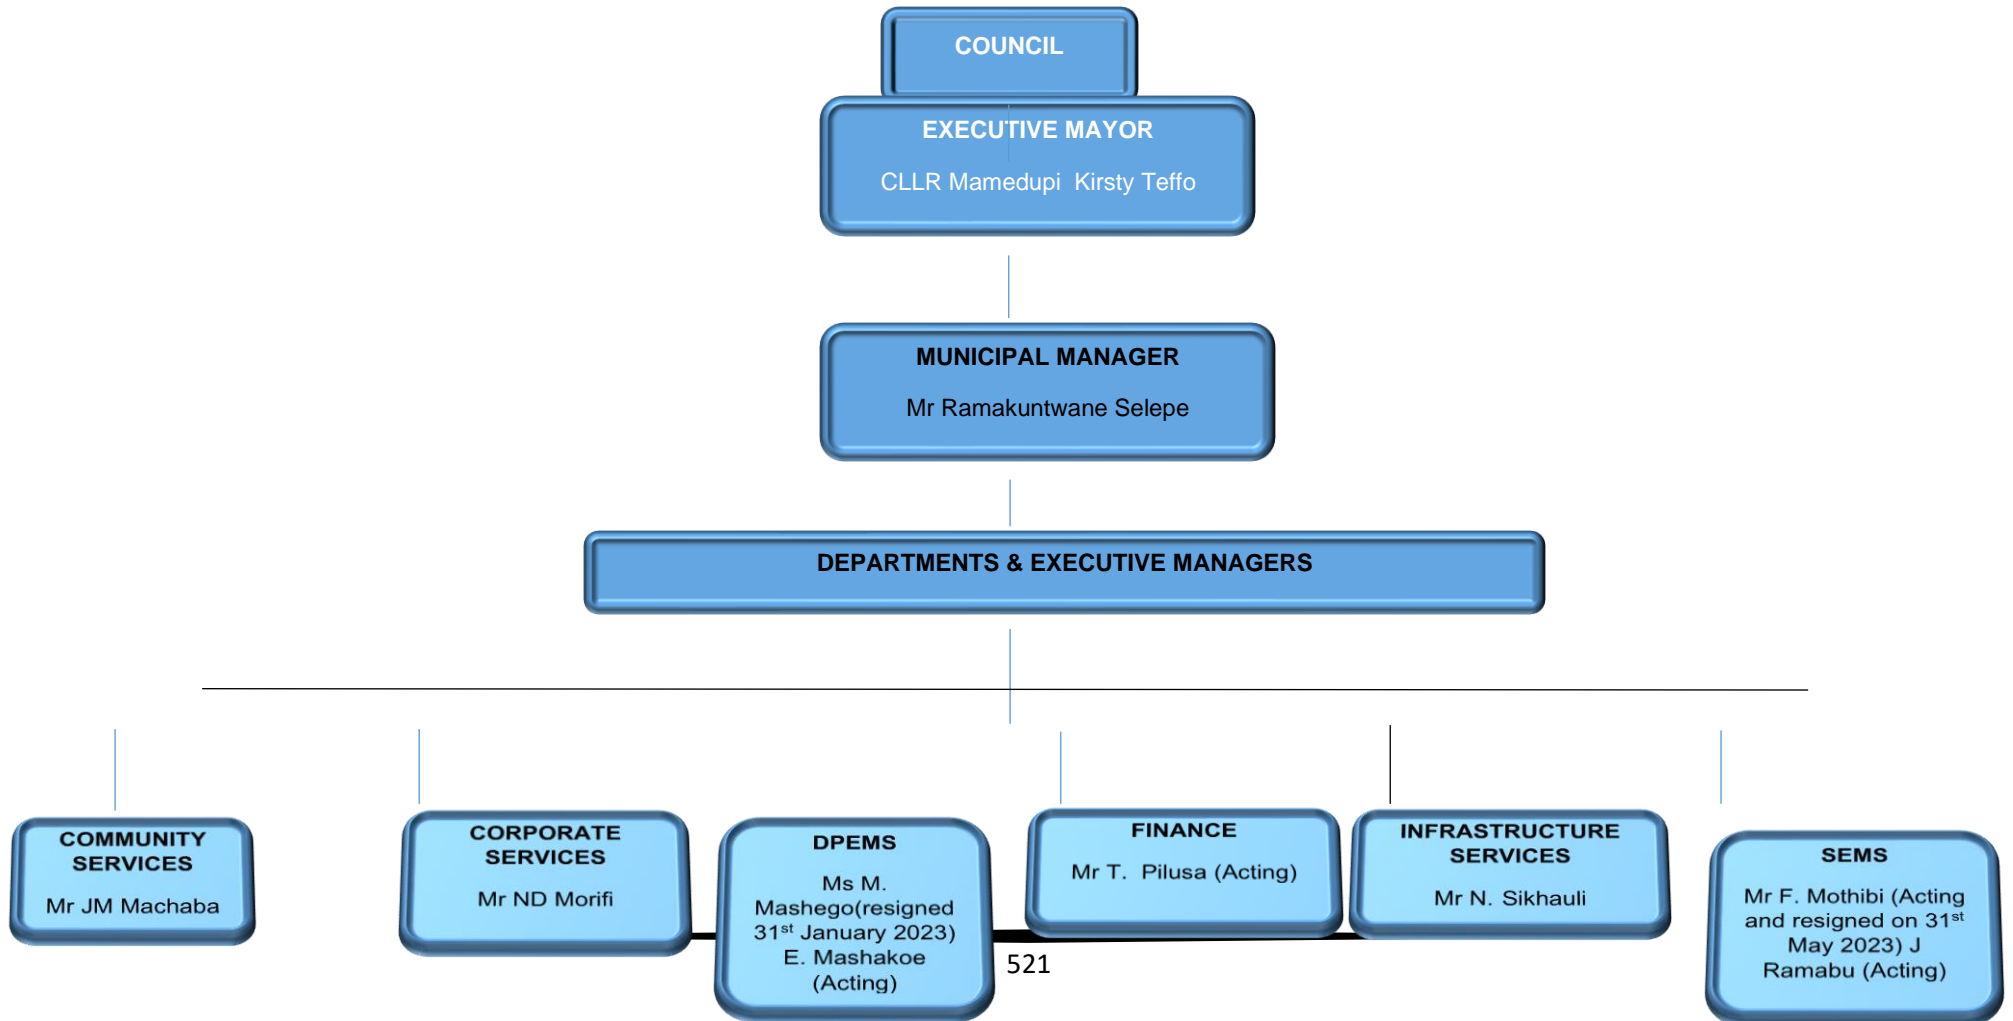 COUNCIL
EXECUTIVE MAYOR
CLLR Mamedupi  Kirsty Teffo
MUNICIPAL MANAGER
Mr Ramakuntwane Selepe
DEPARTMENTS & EXECUTIVE MANAGERS
COMMUNITY
SERVICES
Mr JM Machaba
CORPORATE
SERVICES
Mr ND Morifi
DPEMS
Ms M.
Mashego(resigned
31st January 2023)
E. Mashakoe
(Acting)
FINANCE
Mr T.  Pilusa (Acting)
INFRASTRUCTURE
SERVICES
Mr N. Sikhauli
SEMS
Mr F. Mothibi (Acting
and resigned on 31st
May 2023) J
Ramabu (Acting)
521